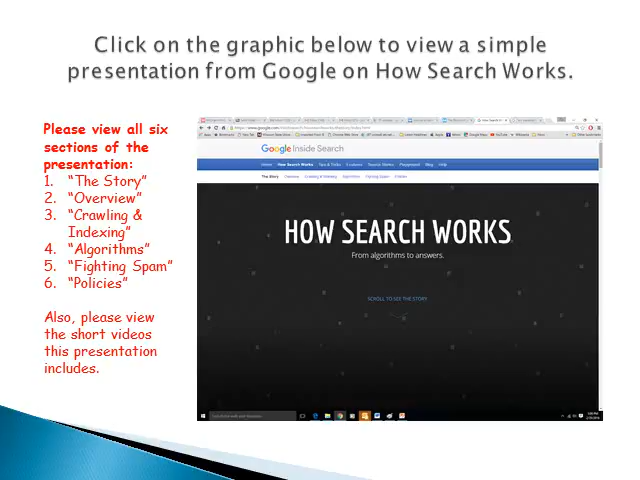 Click on the graphic below to view a simple
presentation from Google on How Search Works.
Please view all six
sections of the
presentation:
1. “The Story”
2. “Overview”
3. “Crawling &
Indexing”
4. “Algorithms”
5. “Fighting Spam”
6. “Policies”
Also, please view
the short videos
this presentation
includes.
Google Inside Search
Home How Search Works Tips & Tricks Features Search Stories Playground Blog Help
The Story Overview Crawling & Indexing Algorithms Fighting Spam Policies
HOW SEARCH WORKS
From algorithms to answers.
SCROLL TO SEE THE STORY